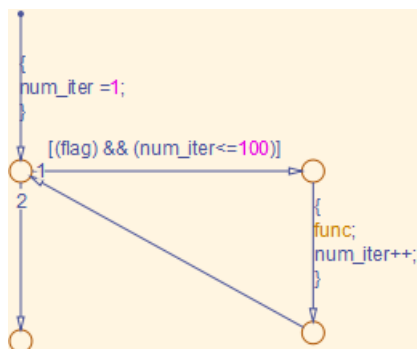 {
num_iter =1;
}
[(flag) && (num_iter<=100)]
1
2
{
func;
num_iter++;
}